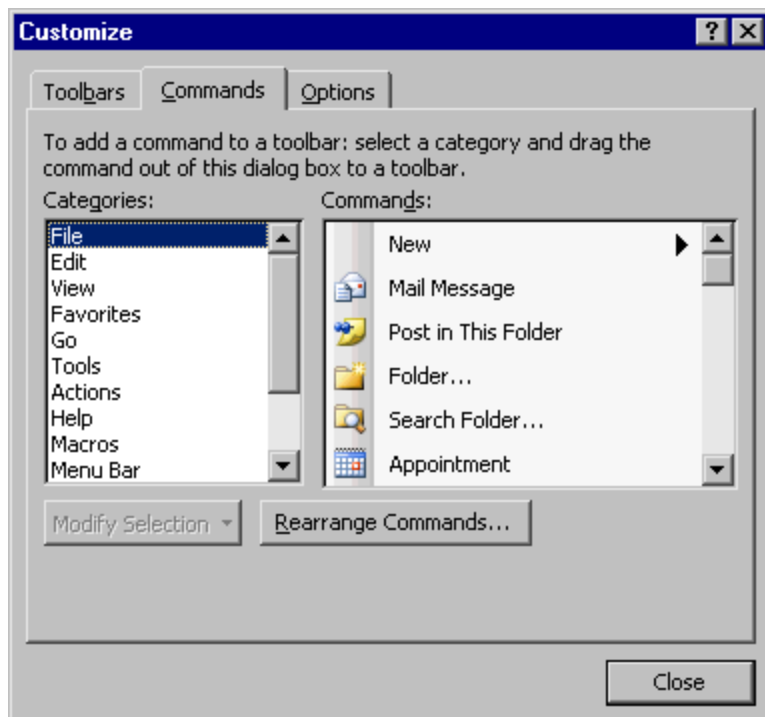 Customize
Toolbars Commands Options
To add a command to a toolbar: select a category and drag the
command out of this dialog box to a toolbar.
Categories: Commands:
File
Edit
View
Favorites
Go
Tools
Actions
Help
Macros
Menu Bar
New
Mail Message
Post in This Folder
Folder...
Search Folder...
Appointment
Modify Selection Rearrange Commands...
Close